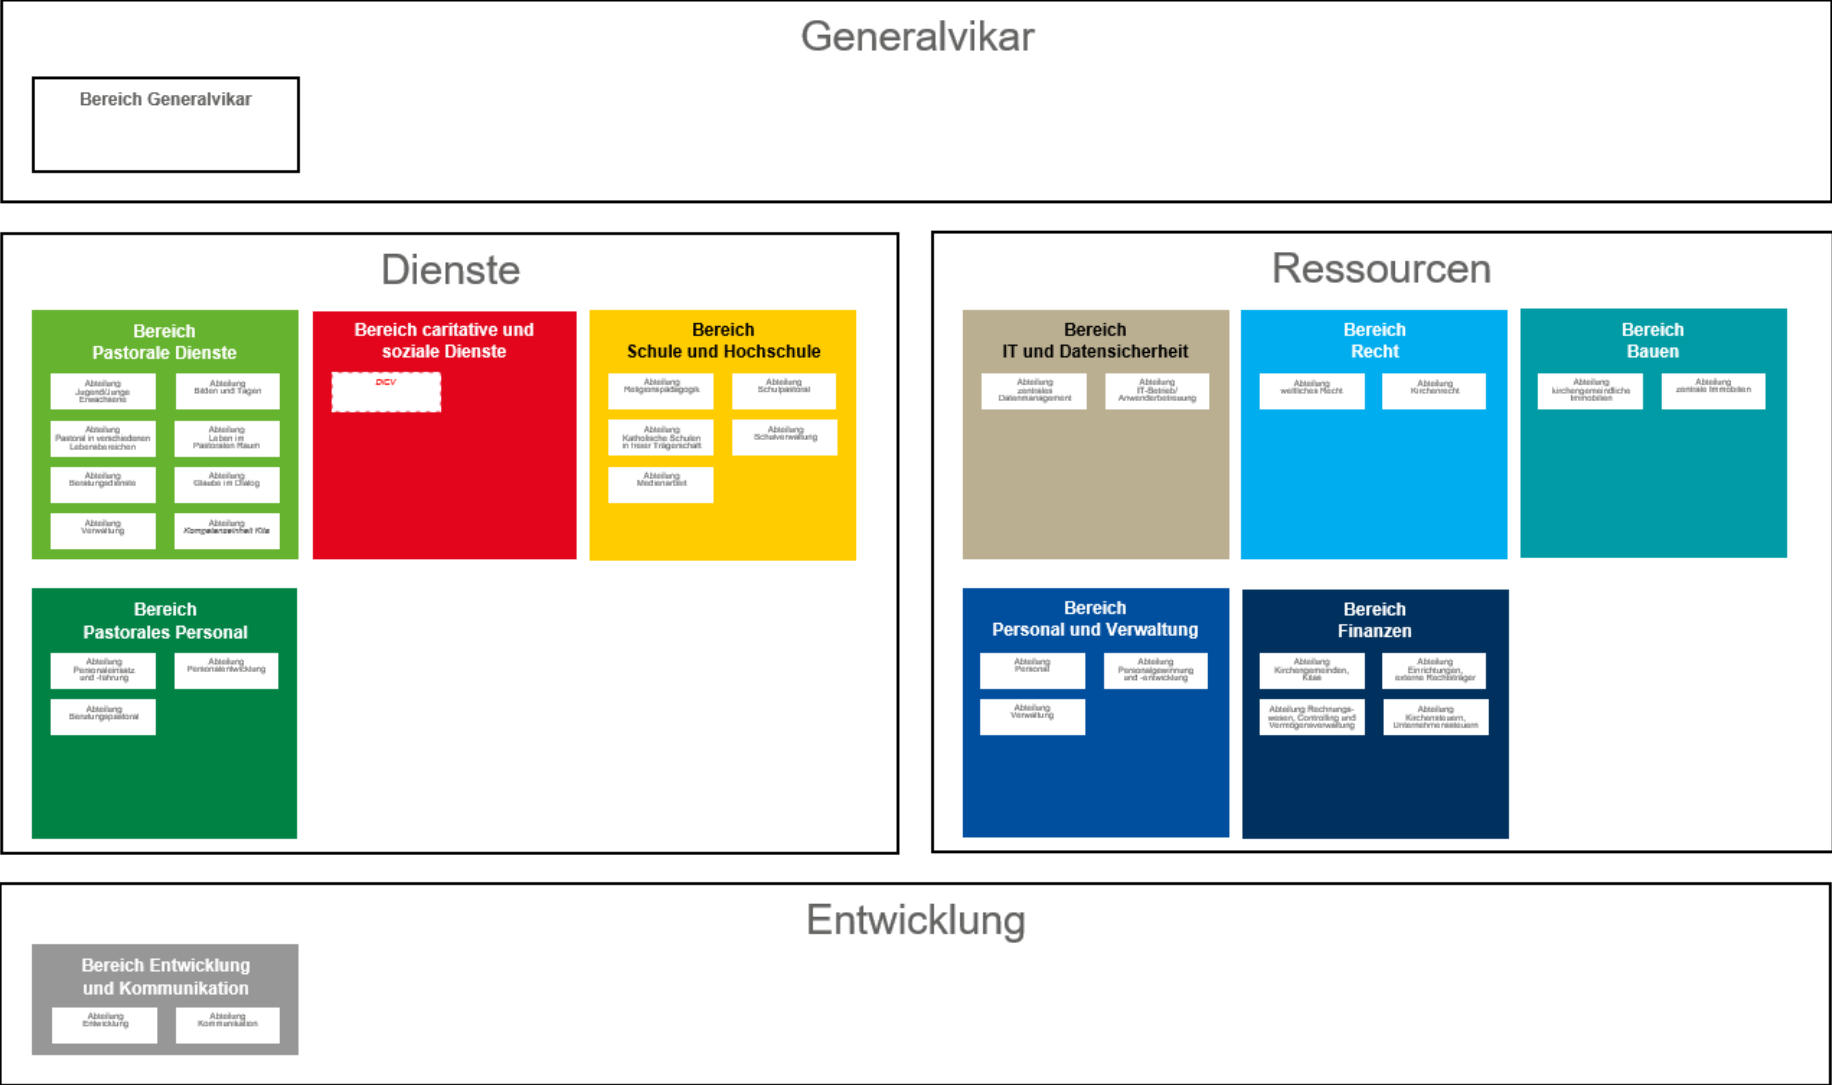 Generalvikar
Bereich Generalvikar
Dienste
Bereich
Pastorale Dienste
Abteilung
Jugend/Junge
Erwachsene
Abteilung
Bilden und Tagen
Abteilung
Pastoral in verschiedenen
Lebensbereichen
Abteilung
Leben im
Pastoralen Raum
Abteilung
Beratungsdienste
Abteilung
Glaube im Dialog
Abteilung
Verwaltung
Abteilung
Kompetenzeinheit Kita
Bereich caritative und
soziale Dienste
DiCV
Bereich
Schule und Hochschule
Abteilung
Religionspädagogik
Abteilung
Schulpastoral
Abteilung
Katholische Schulen
in freier Trägerschaft
Abteilung
Schulverwaltung
Abteilung
Medienarbeit
Bereich
Pastorales Personal
Abteilung
Personaleinsatz
und -führung
Abteilung
Personalentwicklung
Abteilung
Beratungspastoral
Ressourcen
Bereich
IT und Datensicherheit
Abteilung
zentrales
Datenmanagement
Abteilung
IT-Betrieb/
Anwenderbetreuung
Bereich
Recht
Abteilung
weltliches Recht
Abteilung
Kirchenrecht
Bereich
Bauen
Abteilung
kirchengemeindliche
Immobilien
Abteilung
zentrale Immobilien
Bereich
Personal und Verwaltung
Abteilung
Personal
Abteilung
Personalgewinnung
und -entwicklung
Abteilung
Verwaltung
Bereich
Finanzen
Abteilung
Kirchengemeinden,
Kitas
Abteilung
Einrichtungen,
externe Rechtsträger
Abteilung Rechnungs-
wesen, Controlling und
Vermögensverwaltung
Abteilung
Kirchensteuern,
Unternehmenssteuern
Entwicklung
Bereich Entwicklung
und Kommunikation
Abteilung
Entwicklung
Abteilung
Kommunikation